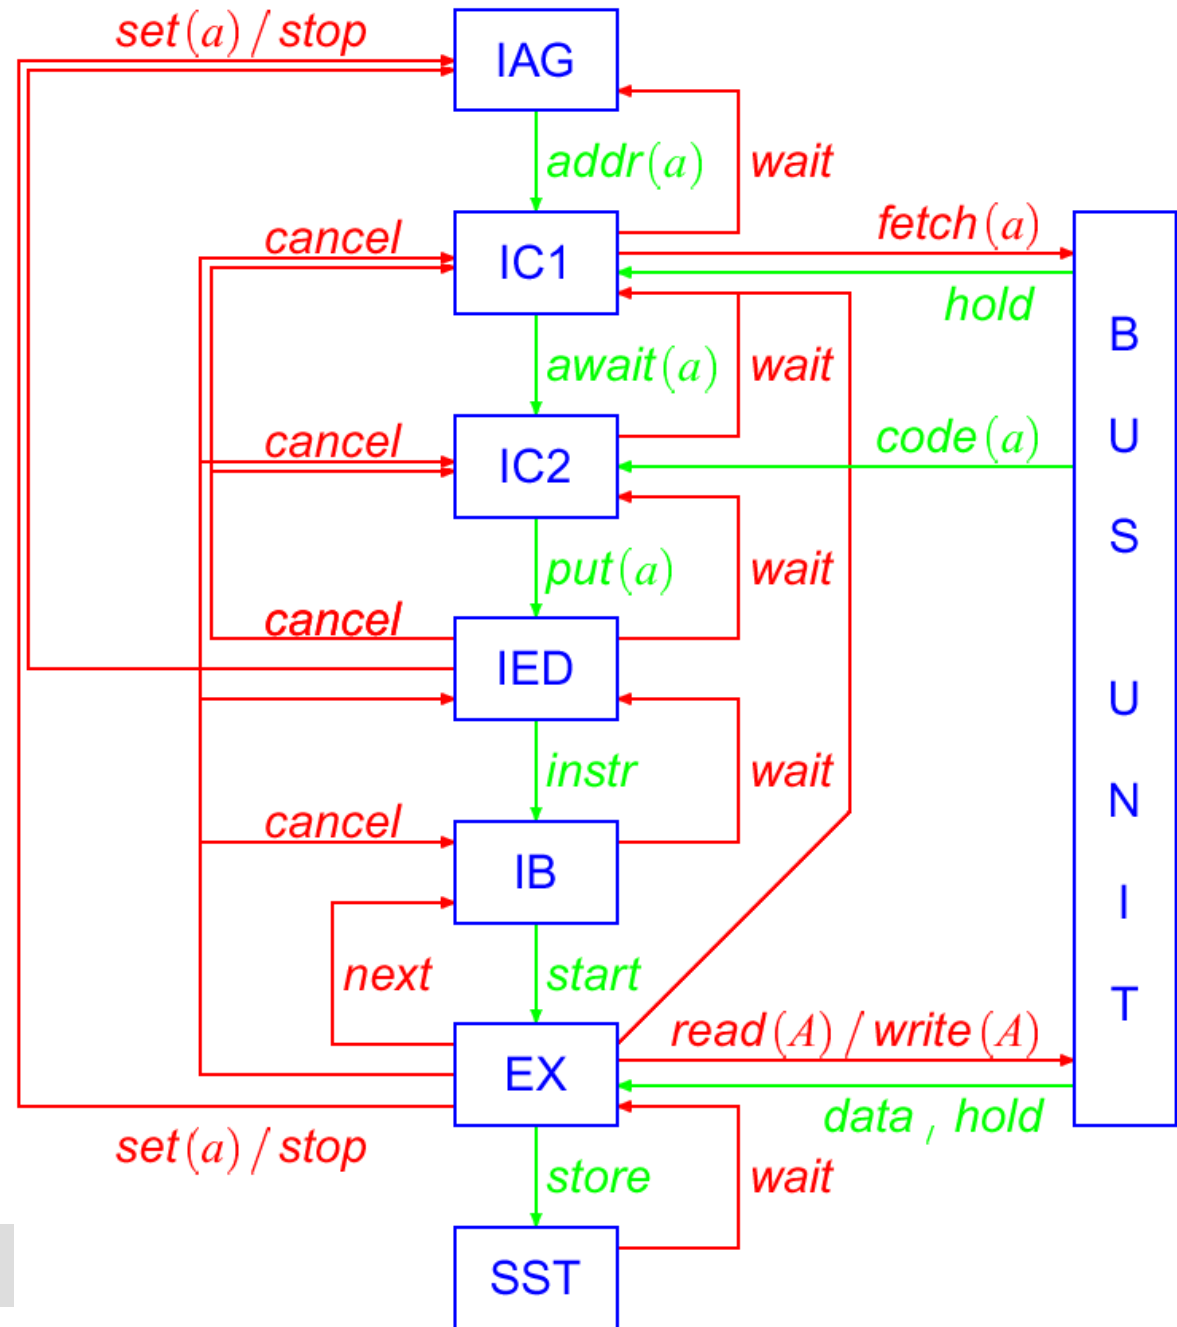 set(a) / stop
IAG
addr(a)
wait
cancel
IC1
fetch(a)
hold
await(a)
wait
cancel
IC2
code(a)
put(a)
wait
cancel
IED
instr
wait
cancel
IB
next
start
read(A) / write(A)
EX
data , hold
set(a) / stop
store
wait
SST
B
U
S
U
N
I
T